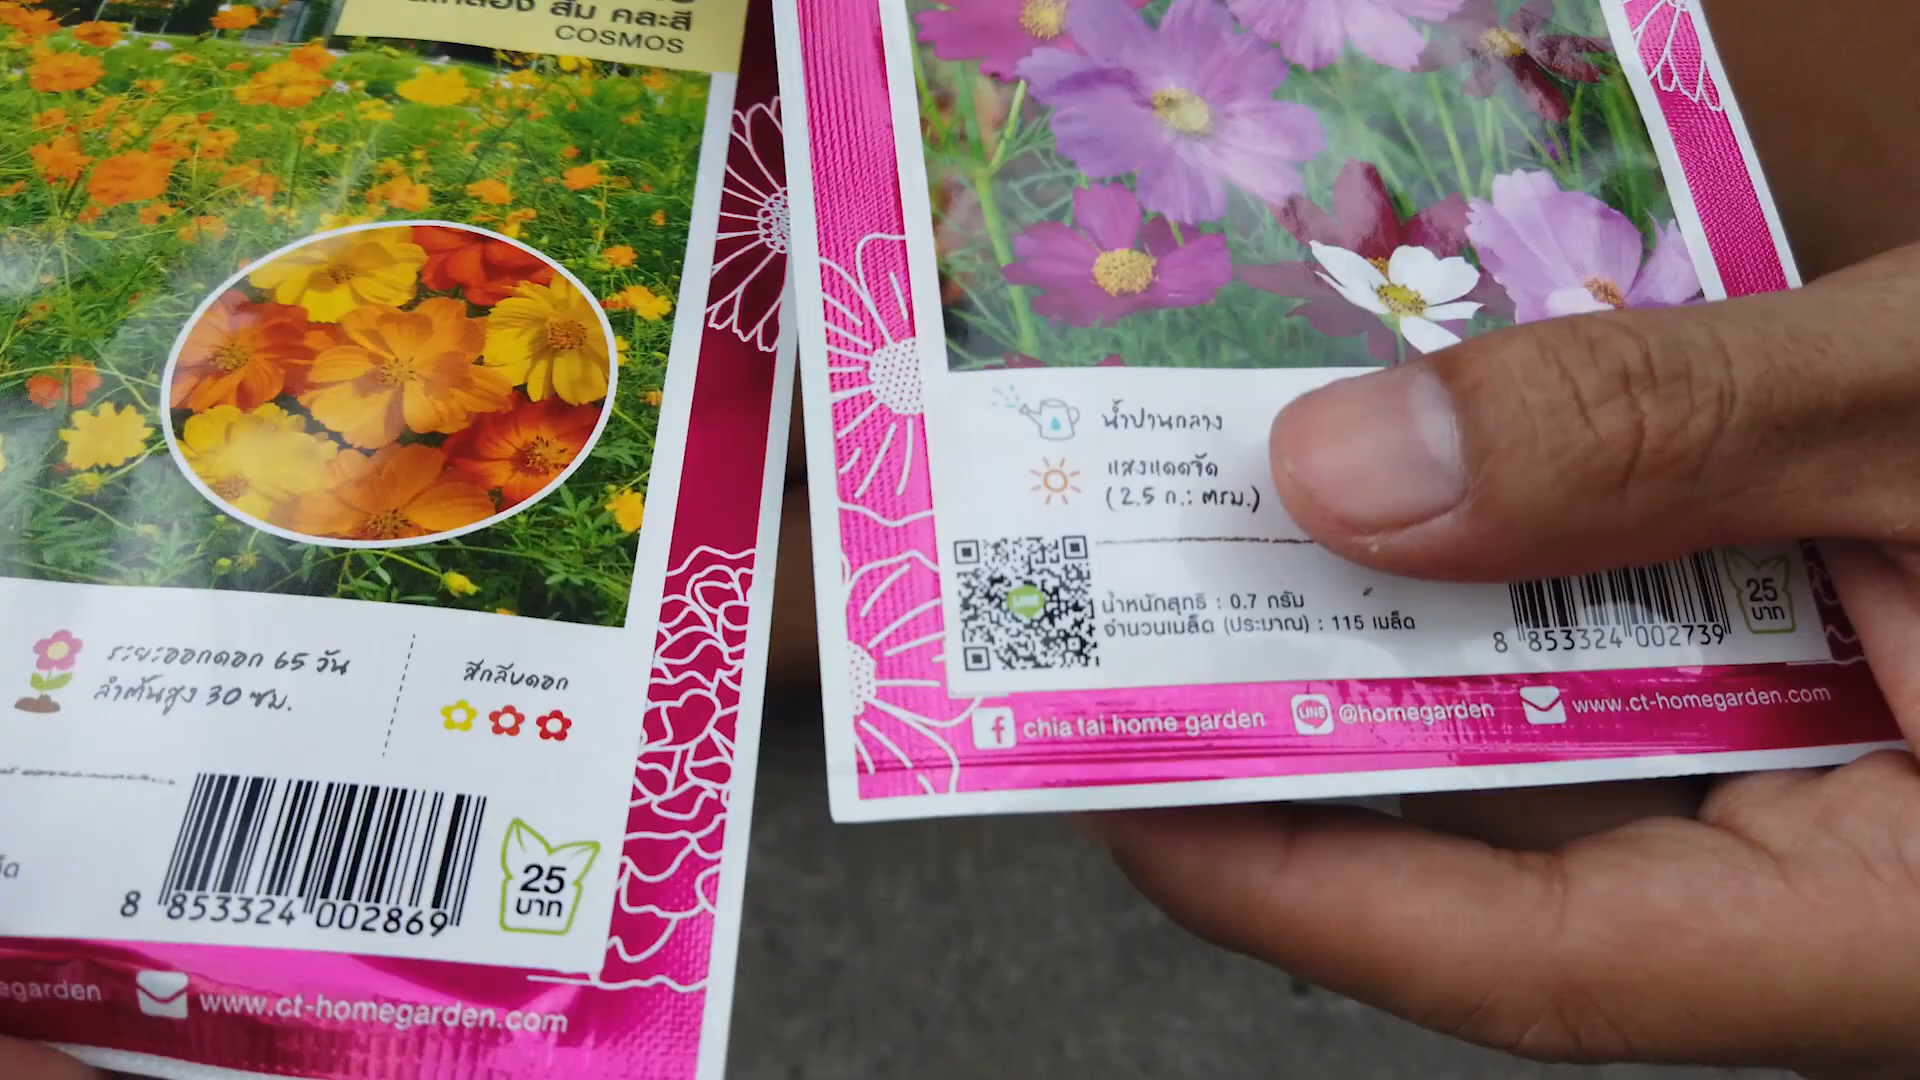 ส้ม คละสี
COSMOS
ระยะออกดอก 65 วัน
ลำต้นสูง 30 ซม.
สีกลีบดอก
8 853324 002869
25
บาท
egarden
www.ct-homegarden.com
น้ำปานกลาง
แสงแดดจัด
(2.5 ก.: ตรม.)
LINE
น้ำหนักสุทธิ : 0.7 กรัม
จำนวนเมล็ด (ประมาณ) : 115 เมล็ด
8 853324 002739
25
บาท
f chia tai home garden
LINE @homegarden
www.ct-homegarden.com